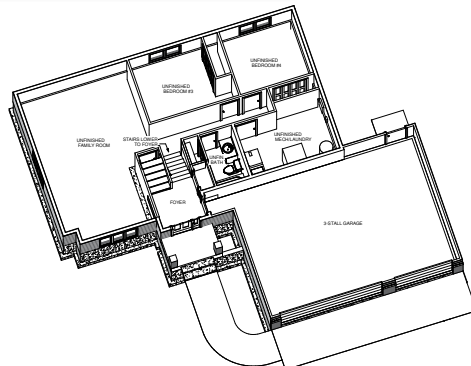 UNFINISHED
BEDROOM #4
UNFINISHED
BEDROOM #3
UNFINISHED
FAMILY ROOM
STAIRS LOWER
TO FOYER
UNFINISHED
MECH/LAUNDRY
UNFIN.
BATH
FOYER
3-STALL GARAGE